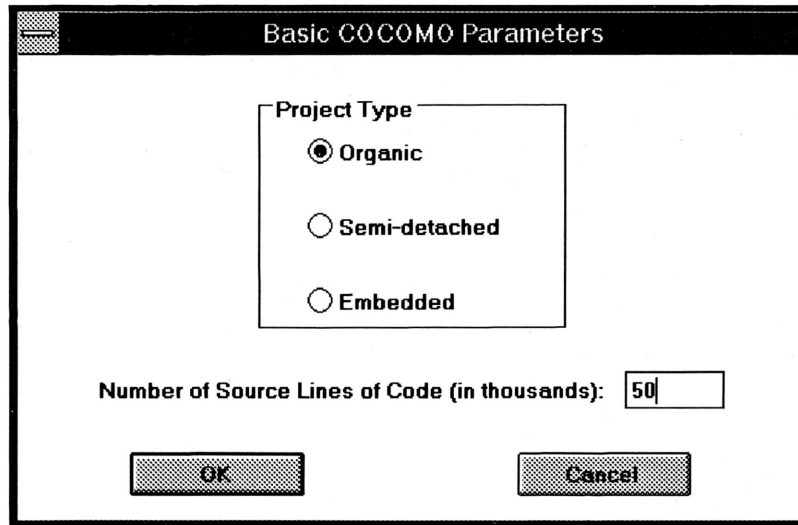 Basic COCOMO Parameters
Project Type
Organic
Semi-detached
Embedded
Number of Source Lines of Code (in thousands): 50
OK
Cancel